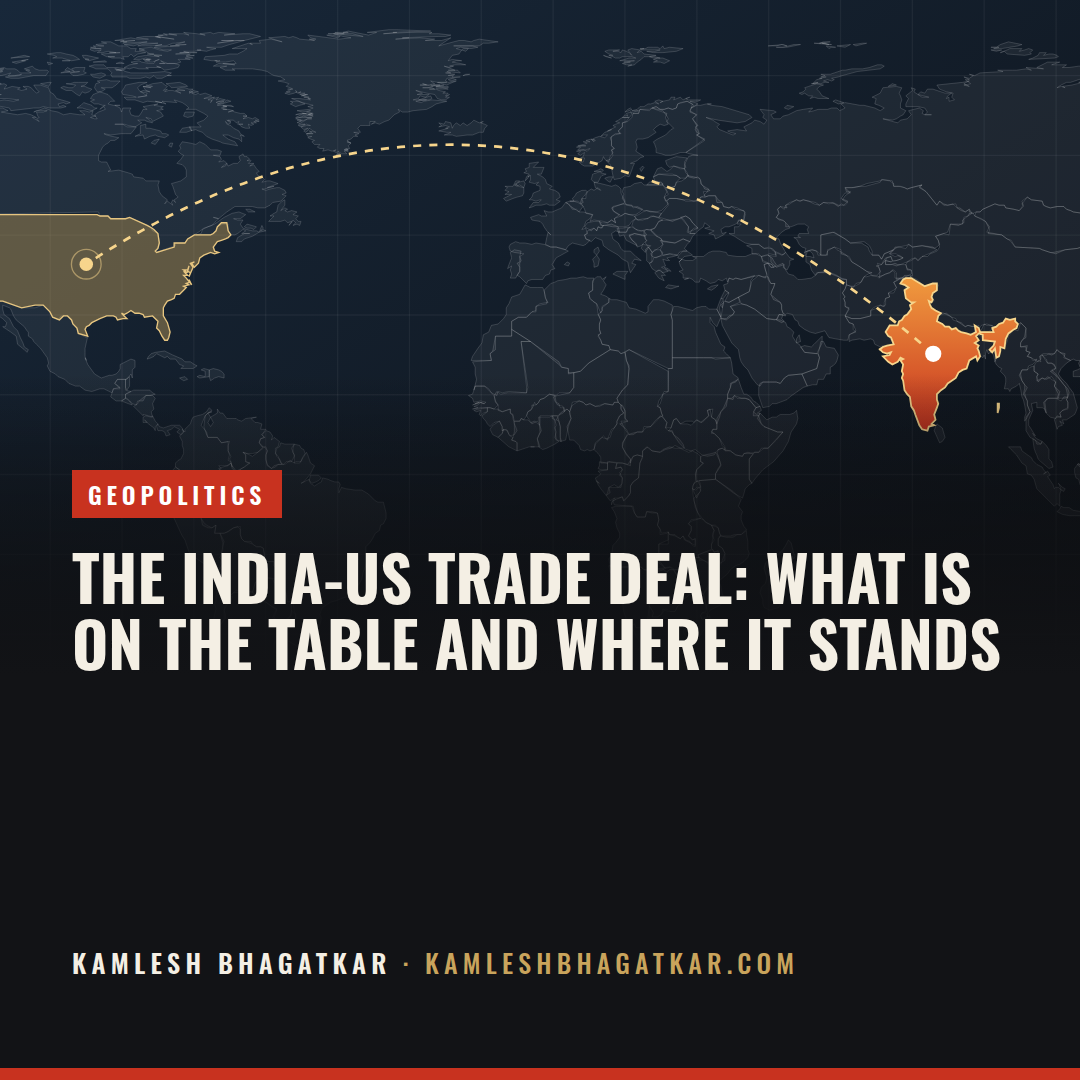 GEOPOLITICS
THE INDIA-US TRADE DEAL: WHAT IS
ON THE TABLE AND WHERE IT STANDS
KAMLESH BHAGATKAR · KAMLESHBHAGATKAR.COM